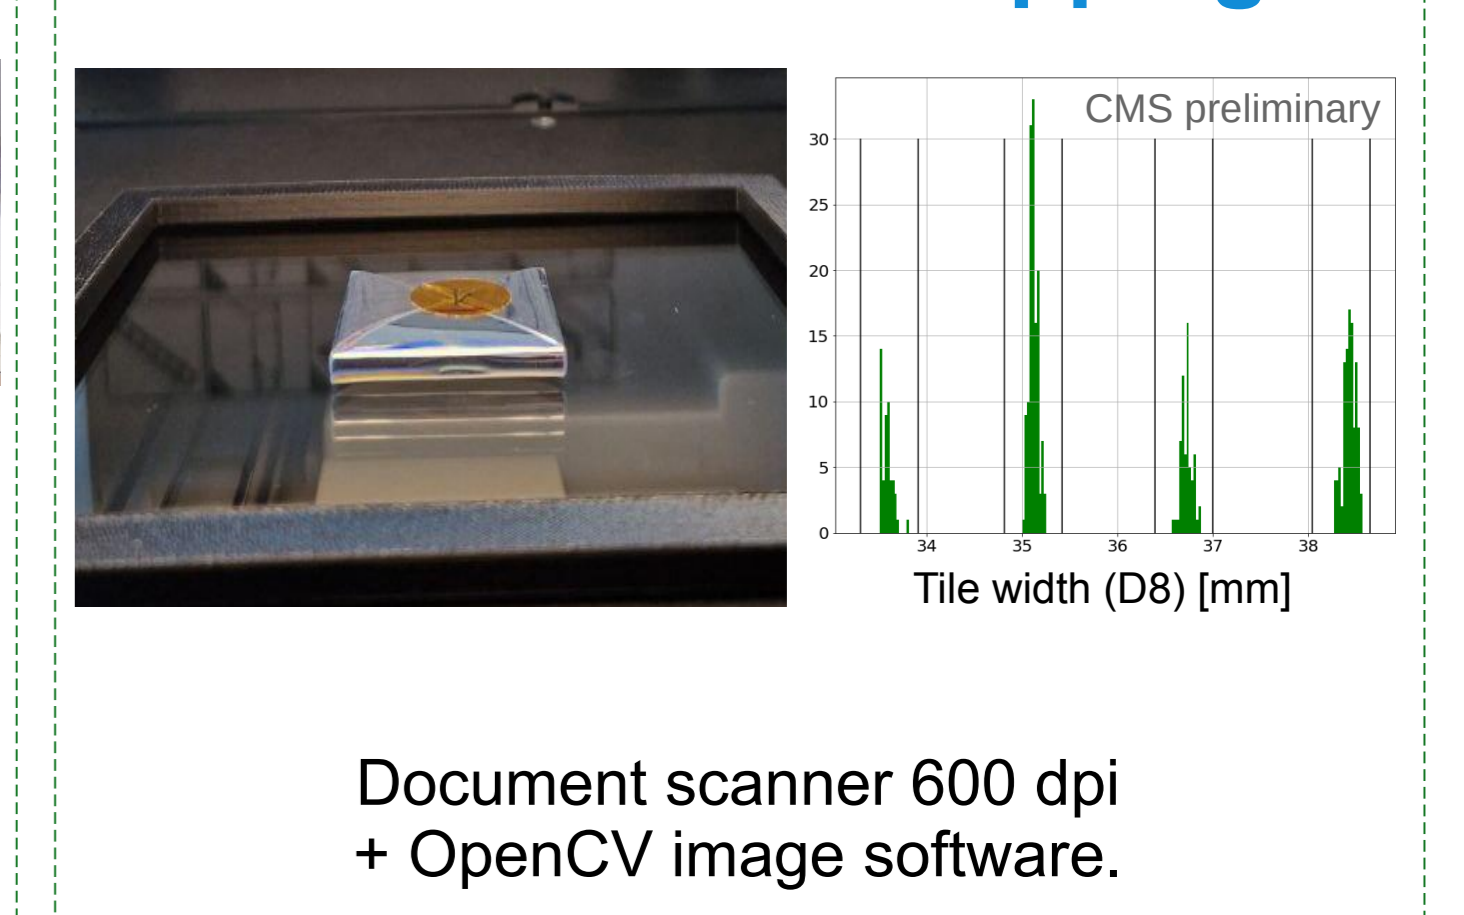 CMS preliminary
30
25
20
15
10
5
0
34 35 36 37 38
Tile width (D8) [mm]
Document scanner 600 dpi
+ OpenCV image software.